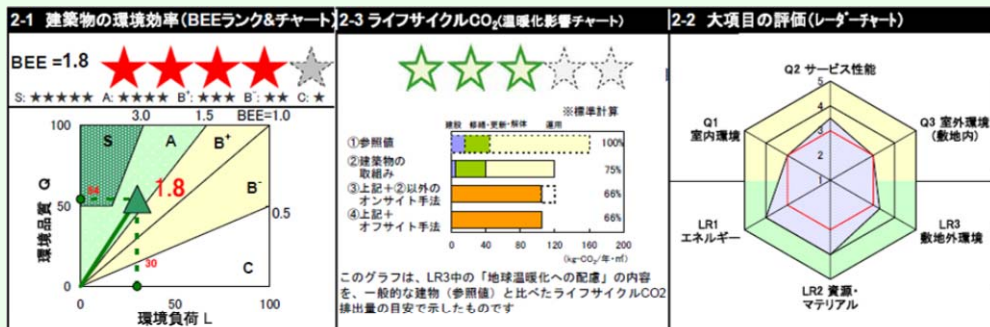 2-1 建築物の環境効率(BEEランク&チャート)
BEE =1.8
S: ★★★★★ A: ★★★★ B⁺: ★★★ B⁻: ★★ C: ★
3.0 1.5 BEE=1.0
100
S A B⁺
1.8
環境品質 Q
54
50
B⁻
0.5
30
C
0
0 50 100
環境負荷 L
2-3 ライフサイクルCO₂(温暖化影響チャート)
※標準計算
建設 修繕・更新・解体 運用
①参照値 100%
②建築物の取組み 75%
③上記+②以外の 66%
オンサイト手法
④上記+ 66%
オフサイト手法
0 40 80 120 160 200
(kg-CO₂/年・㎡)
このグラフは、LR3中の「地球温暖化への配慮」の内容
を、一般的な建物(参照値)と比べたライフサイクルCO2
排出量の目安で示したものです
2-2 大項目の評価(レーダーチャート)
Q2 サービス性能
5
4
3
2
1
Q1
室内環境
Q3 室外環境
(敷地内)
LR1
エネルギー
LR3
敷地外環境
LR2 資源・
マテリアル